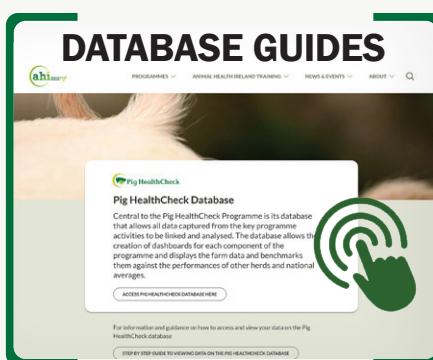 DATABASE GUIDES
ahi
PROGRAMMES ANIMAL HEALTH IRELAND TRAINING NEWS & EVENTS ABOUT
Pig HealthCheck
Pig HealthCheck Database
Central to the Pig HealthCheck Programme is its database
that allows all data captured from the key programme
activities to be linked and analysed. The database allows the
creation of dashboards for each component of the
programme and displays the farm data and benchmarks
them against the performances of other herds and national
averages.
ACCESS PIG HEALTHCHECK DATABASE HERE
For information and guidance on how to access and view your data on the Pig
HealthCheck database
STEP BY STEP GUIDE TO VIEWING DATA ON THE PIG HEALTHCHECK DATABASE